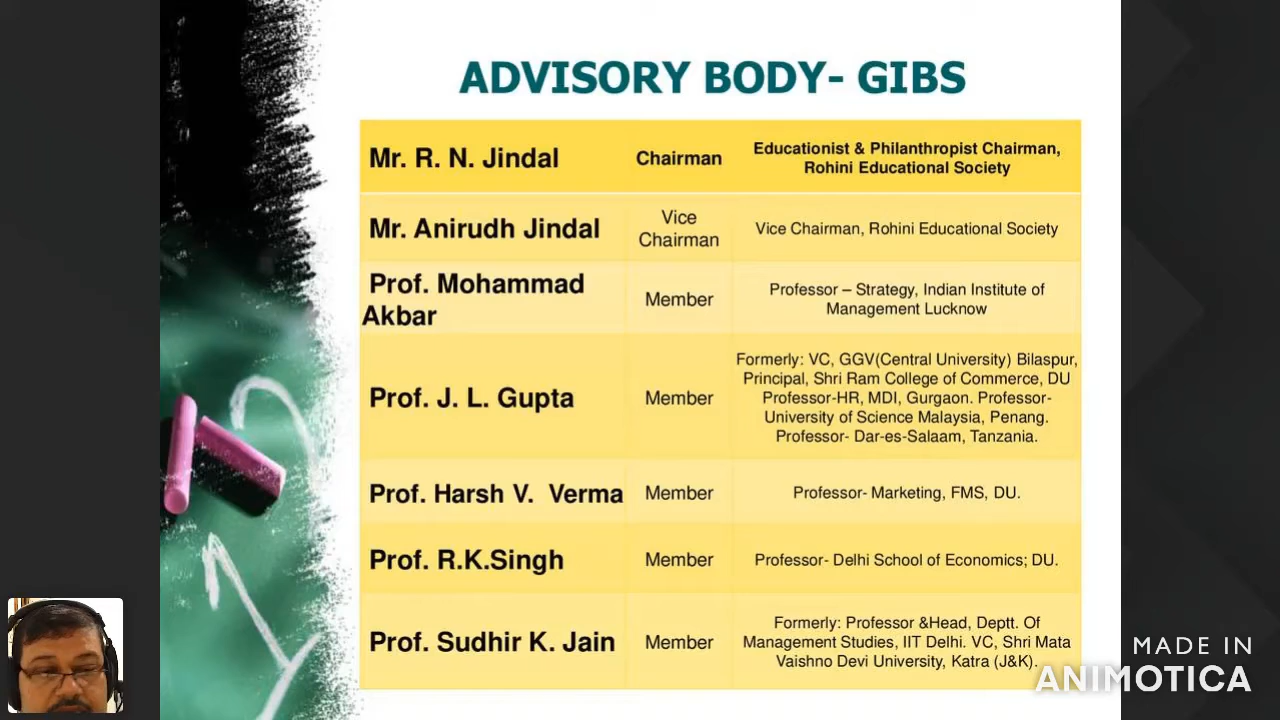 ADVISORY BODY- GIBS
Mr. R. N. Jindal
Chairman
Educationist & Philanthropist Chairman,
Rohini Educational Society
Mr. Anirudh Jindal
Vice
Chairman
Vice Chairman, Rohini Educational Society
Prof. Mohammad
Akbar
Member
Professor – Strategy, Indian Institute of
Management Lucknow
Prof. J. L. Gupta
Member
Formerly: VC, GGV(Central University) Bilaspur,
Principal, Shri Ram College of Commerce, DU
Professor-HR, MDI, Gurgaon. Professor-
University of Science Malaysia, Penang.
Professor- Dar-es-Salaam, Tanzania.
Prof. Harsh V.  Verma
Member
Professor- Marketing, FMS, DU.
Prof. R.K.Singh
Member
Professor- Delhi School of Economics; DU.
Prof. Sudhir K. Jain
Member
Formerly: Professor &Head, Deptt. Of
Management Studies, IIT Delhi. VC, Shri Mata
Vaishno Devi University, Katra (J&K).
MADE IN
ANIMOTICA